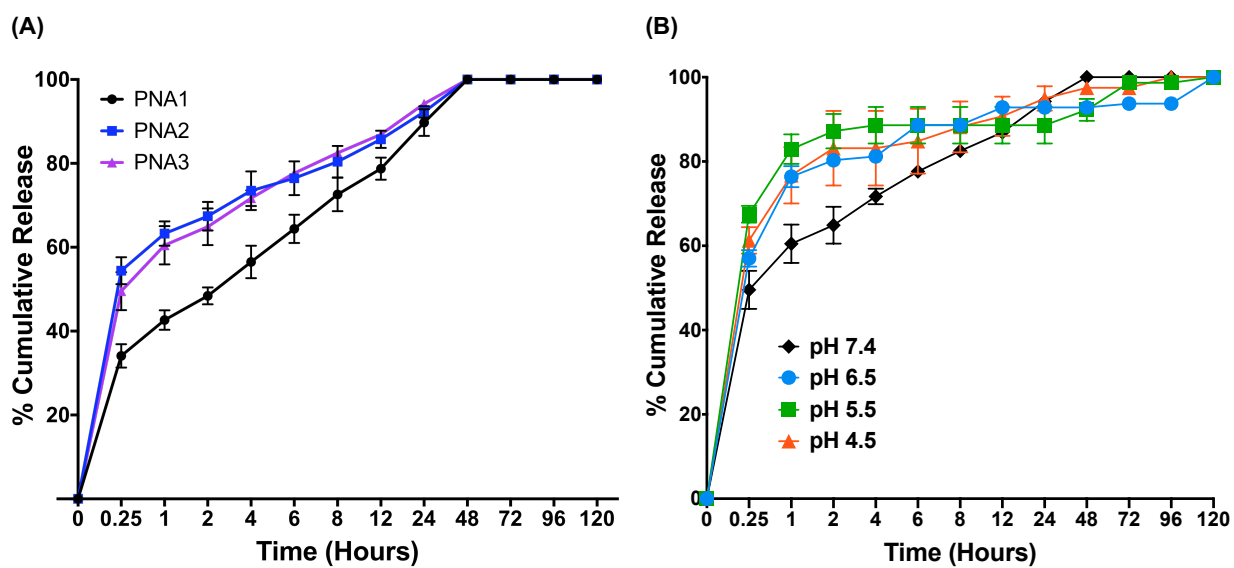 (A)
% Cumulative Release
100
80
60
40
20
PNA1
PNA2
PNA3
0 0.25 1 2 4 6 8 12 24 48 72 96 120
Time (Hours)
(B)
% Cumulative Release
100
80
60
40
20
0
pH 7.4
pH 6.5
pH 5.5
pH 4.5
0 0.25 1 2 4 6 8 12 24 48 72 96 120
Time (Hours)